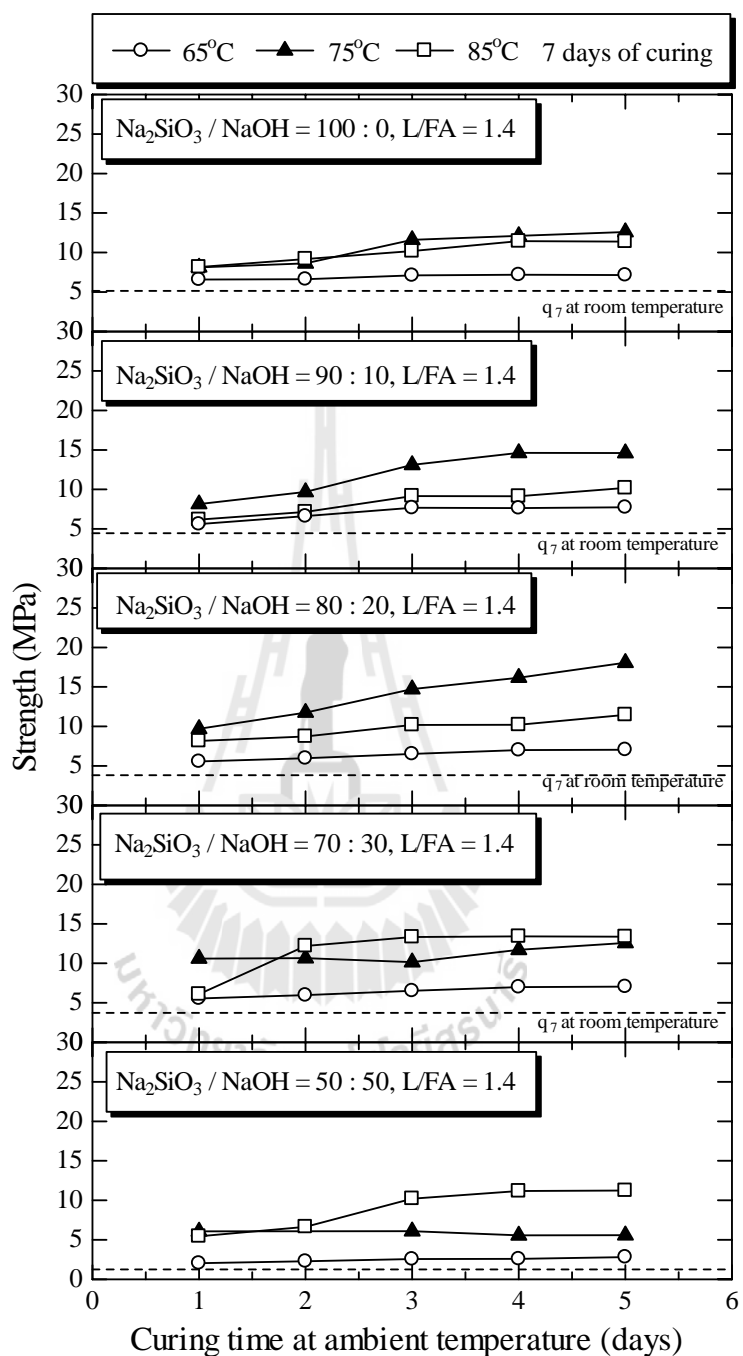 65°C 75°C 85°C 7 days of curing
30
25
20
15
10
5
Na₂SiO₃ / NaOH = 100 : 0, L/FA = 1.4
q₇ at room temperature
30
25
20
15
10
5
Na₂SiO₃ / NaOH = 90 : 10, L/FA = 1.4
q₇ at room temperature
30
25
20
15
10
5
Na₂SiO₃ / NaOH = 80 : 20, L/FA = 1.4
q₇ at room temperature
Strength (MPa)
30
25
20
15
10
5
Na₂SiO₃ / NaOH = 70 : 30, L/FA = 1.4
q₇ at room temperature
30
25
20
15
10
5
0
Na₂SiO₃ / NaOH = 50 : 50, L/FA = 1.4
0 1 2 3 4 5 6
Curing time at ambient temperature (days)